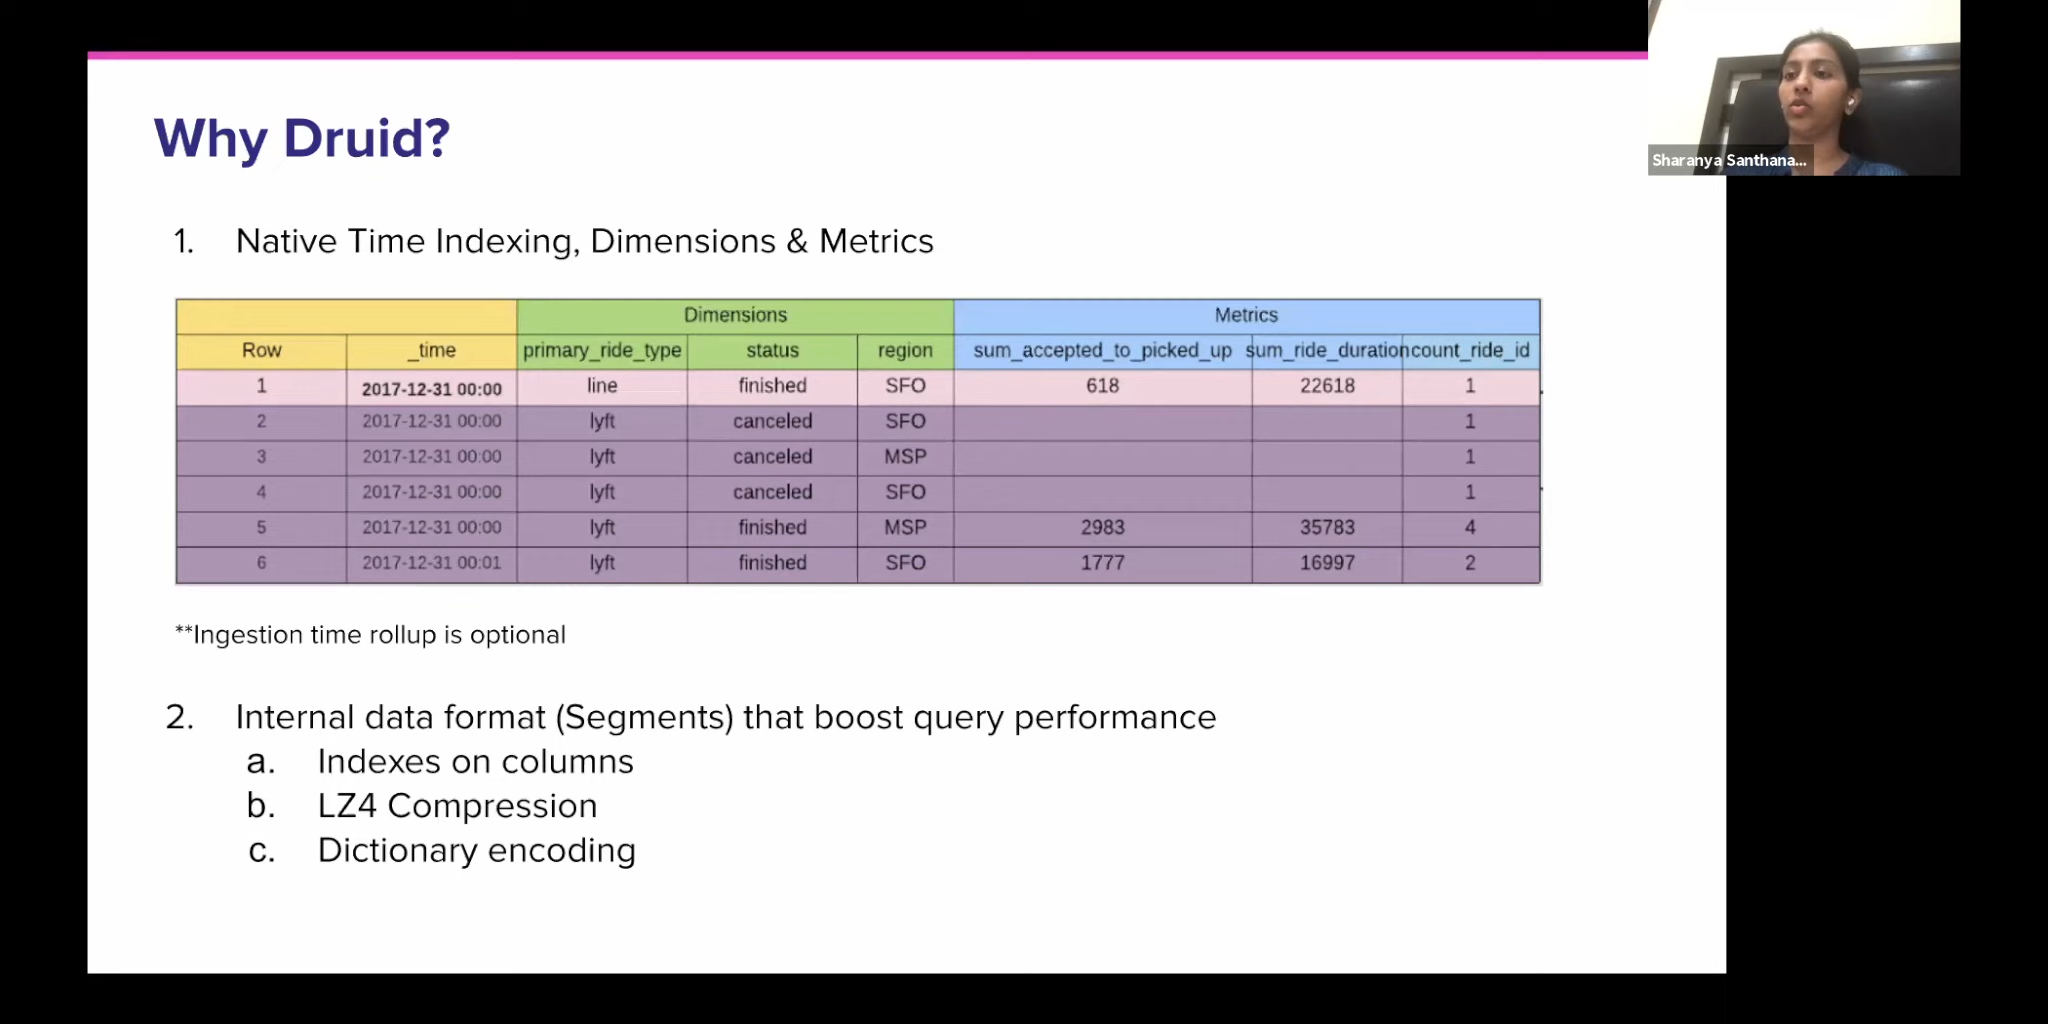 Sharanya Santhana...
Why Druid?
1. Native Time Indexing, Dimensions & Metrics
Dimensions Metrics
Row _time primary_ride_type status region sum_accepted_to_picked_up sum_ride_duration count_ride_id
1 2017-12-31 00:00 line finished SFO 618 22618 1
2 2017-12-31 00:00 lyft canceled SFO 1
3 2017-12-31 00:00 lyft canceled MSP 1
4 2017-12-31 00:00 lyft canceled SFO 1
5 2017-12-31 00:00 lyft finished MSP 2983 35783 4
6 2017-12-31 00:01 lyft finished SFO 1777 16997 2
**Ingestion time rollup is optional
2. Internal data format (Segments) that boost query performance
a. Indexes on columns
b. LZ4 Compression
c. Dictionary encoding